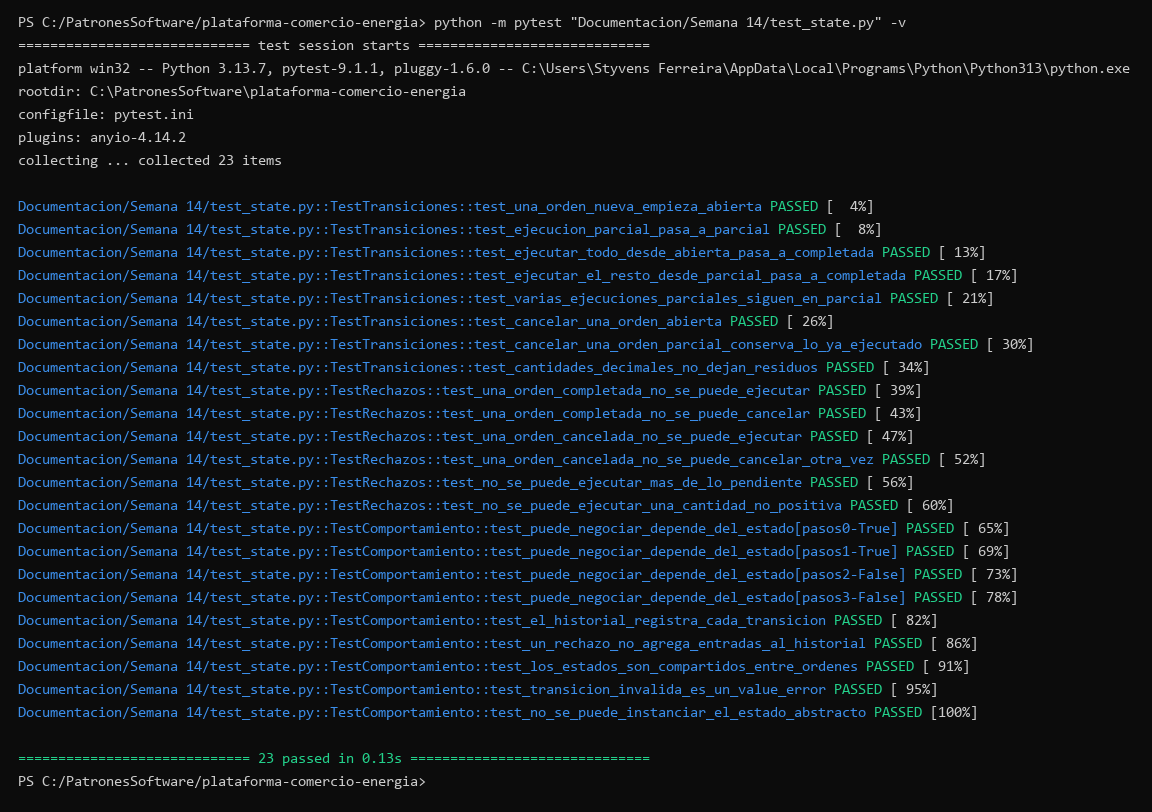 PS C:/PatronesSoftware/plataforma-comercio-energia> python -m pytest "Documentacion/Semana 14/test_state.py" -v
============================= test session starts =============================
platform win32 -- Python 3.13.7, pytest-9.1.1, pluggy-1.6.0 -- C:\Users\Styvens Ferreira\AppData\Local\Programs\Python\Python313\python.exe
rootdir: C:\PatronesSoftware\plataforma-comercio-energia
configfile: pytest.ini
plugins: anyio-4.14.2
collecting ... collected 23 items
Documentacion/Semana 14/test_state.py::TestTransiciones::test_una_orden_nueva_empieza_abierta PASSED [  4%]
Documentacion/Semana 14/test_state.py::TestTransiciones::test_ejecucion_parcial_pasa_a_parcial PASSED [  8%]
Documentacion/Semana 14/test_state.py::TestTransiciones::test_ejecutar_todo_desde_abierta_pasa_a_completada PASSED [ 13%]
Documentacion/Semana 14/test_state.py::TestTransiciones::test_ejecutar_el_resto_desde_parcial_pasa_a_completada PASSED [ 17%]
Documentacion/Semana 14/test_state.py::TestTransiciones::test_varias_ejecuciones_parciales_siguen_en_parcial PASSED [ 21%]
Documentacion/Semana 14/test_state.py::TestTransiciones::test_cancelar_una_orden_abierta PASSED [ 26%]
Documentacion/Semana 14/test_state.py::TestTransiciones::test_cancelar_una_orden_parcial_conserva_lo_ya_ejecutado PASSED [ 30%]
Documentacion/Semana 14/test_state.py::TestTransiciones::test_cantidades_decimales_no_dejan_residuos PASSED [ 34%]
Documentacion/Semana 14/test_state.py::TestRechazos::test_una_orden_completada_no_se_puede_ejecutar PASSED [ 39%]
Documentacion/Semana 14/test_state.py::TestRechazos::test_una_orden_completada_no_se_puede_cancelar PASSED [ 43%]
Documentacion/Semana 14/test_state.py::TestRechazos::test_una_orden_cancelada_no_se_puede_ejecutar PASSED [ 47%]
Documentacion/Semana 14/test_state.py::TestRechazos::test_una_orden_cancelada_no_se_puede_cancelar_otra_vez PASSED [ 52%]
Documentacion/Semana 14/test_state.py::TestRechazos::test_no_se_puede_ejecutar_mas_de_lo_pendiente PASSED [ 56%]
Documentacion/Semana 14/test_state.py::TestRechazos::test_no_se_puede_ejecutar_una_cantidad_no_positiva PASSED [ 60%]
Documentacion/Semana 14/test_state.py::TestComportamiento::test_puede_negociar_depende_del_estado[pasos0-True] PASSED [ 65%]
Documentacion/Semana 14/test_state.py::TestComportamiento::test_puede_negociar_depende_del_estado[pasos1-True] PASSED [ 69%]
Documentacion/Semana 14/test_state.py::TestComportamiento::test_puede_negociar_depende_del_estado[pasos2-False] PASSED [ 73%]
Documentacion/Semana 14/test_state.py::TestComportamiento::test_puede_negociar_depende_del_estado[pasos3-False] PASSED [ 78%]
Documentacion/Semana 14/test_state.py::TestComportamiento::test_el_historial_registra_cada_transicion PASSED [ 82%]
Documentacion/Semana 14/test_state.py::TestComportamiento::test_un_rechazo_no_agrega_entradas_al_historial PASSED [ 86%]
Documentacion/Semana 14/test_state.py::TestComportamiento::test_los_estados_son_compartidos_entre_ordenes PASSED [ 91%]
Documentacion/Semana 14/test_state.py::TestComportamiento::test_transicion_invalida_es_un_value_error PASSED [ 95%]
Documentacion/Semana 14/test_state.py::TestComportamiento::test_no_se_puede_instanciar_el_estado_abstracto PASSED [100%]
============================= 23 passed in 0.13s ==============================
PS C:/PatronesSoftware/plataforma-comercio-energia>